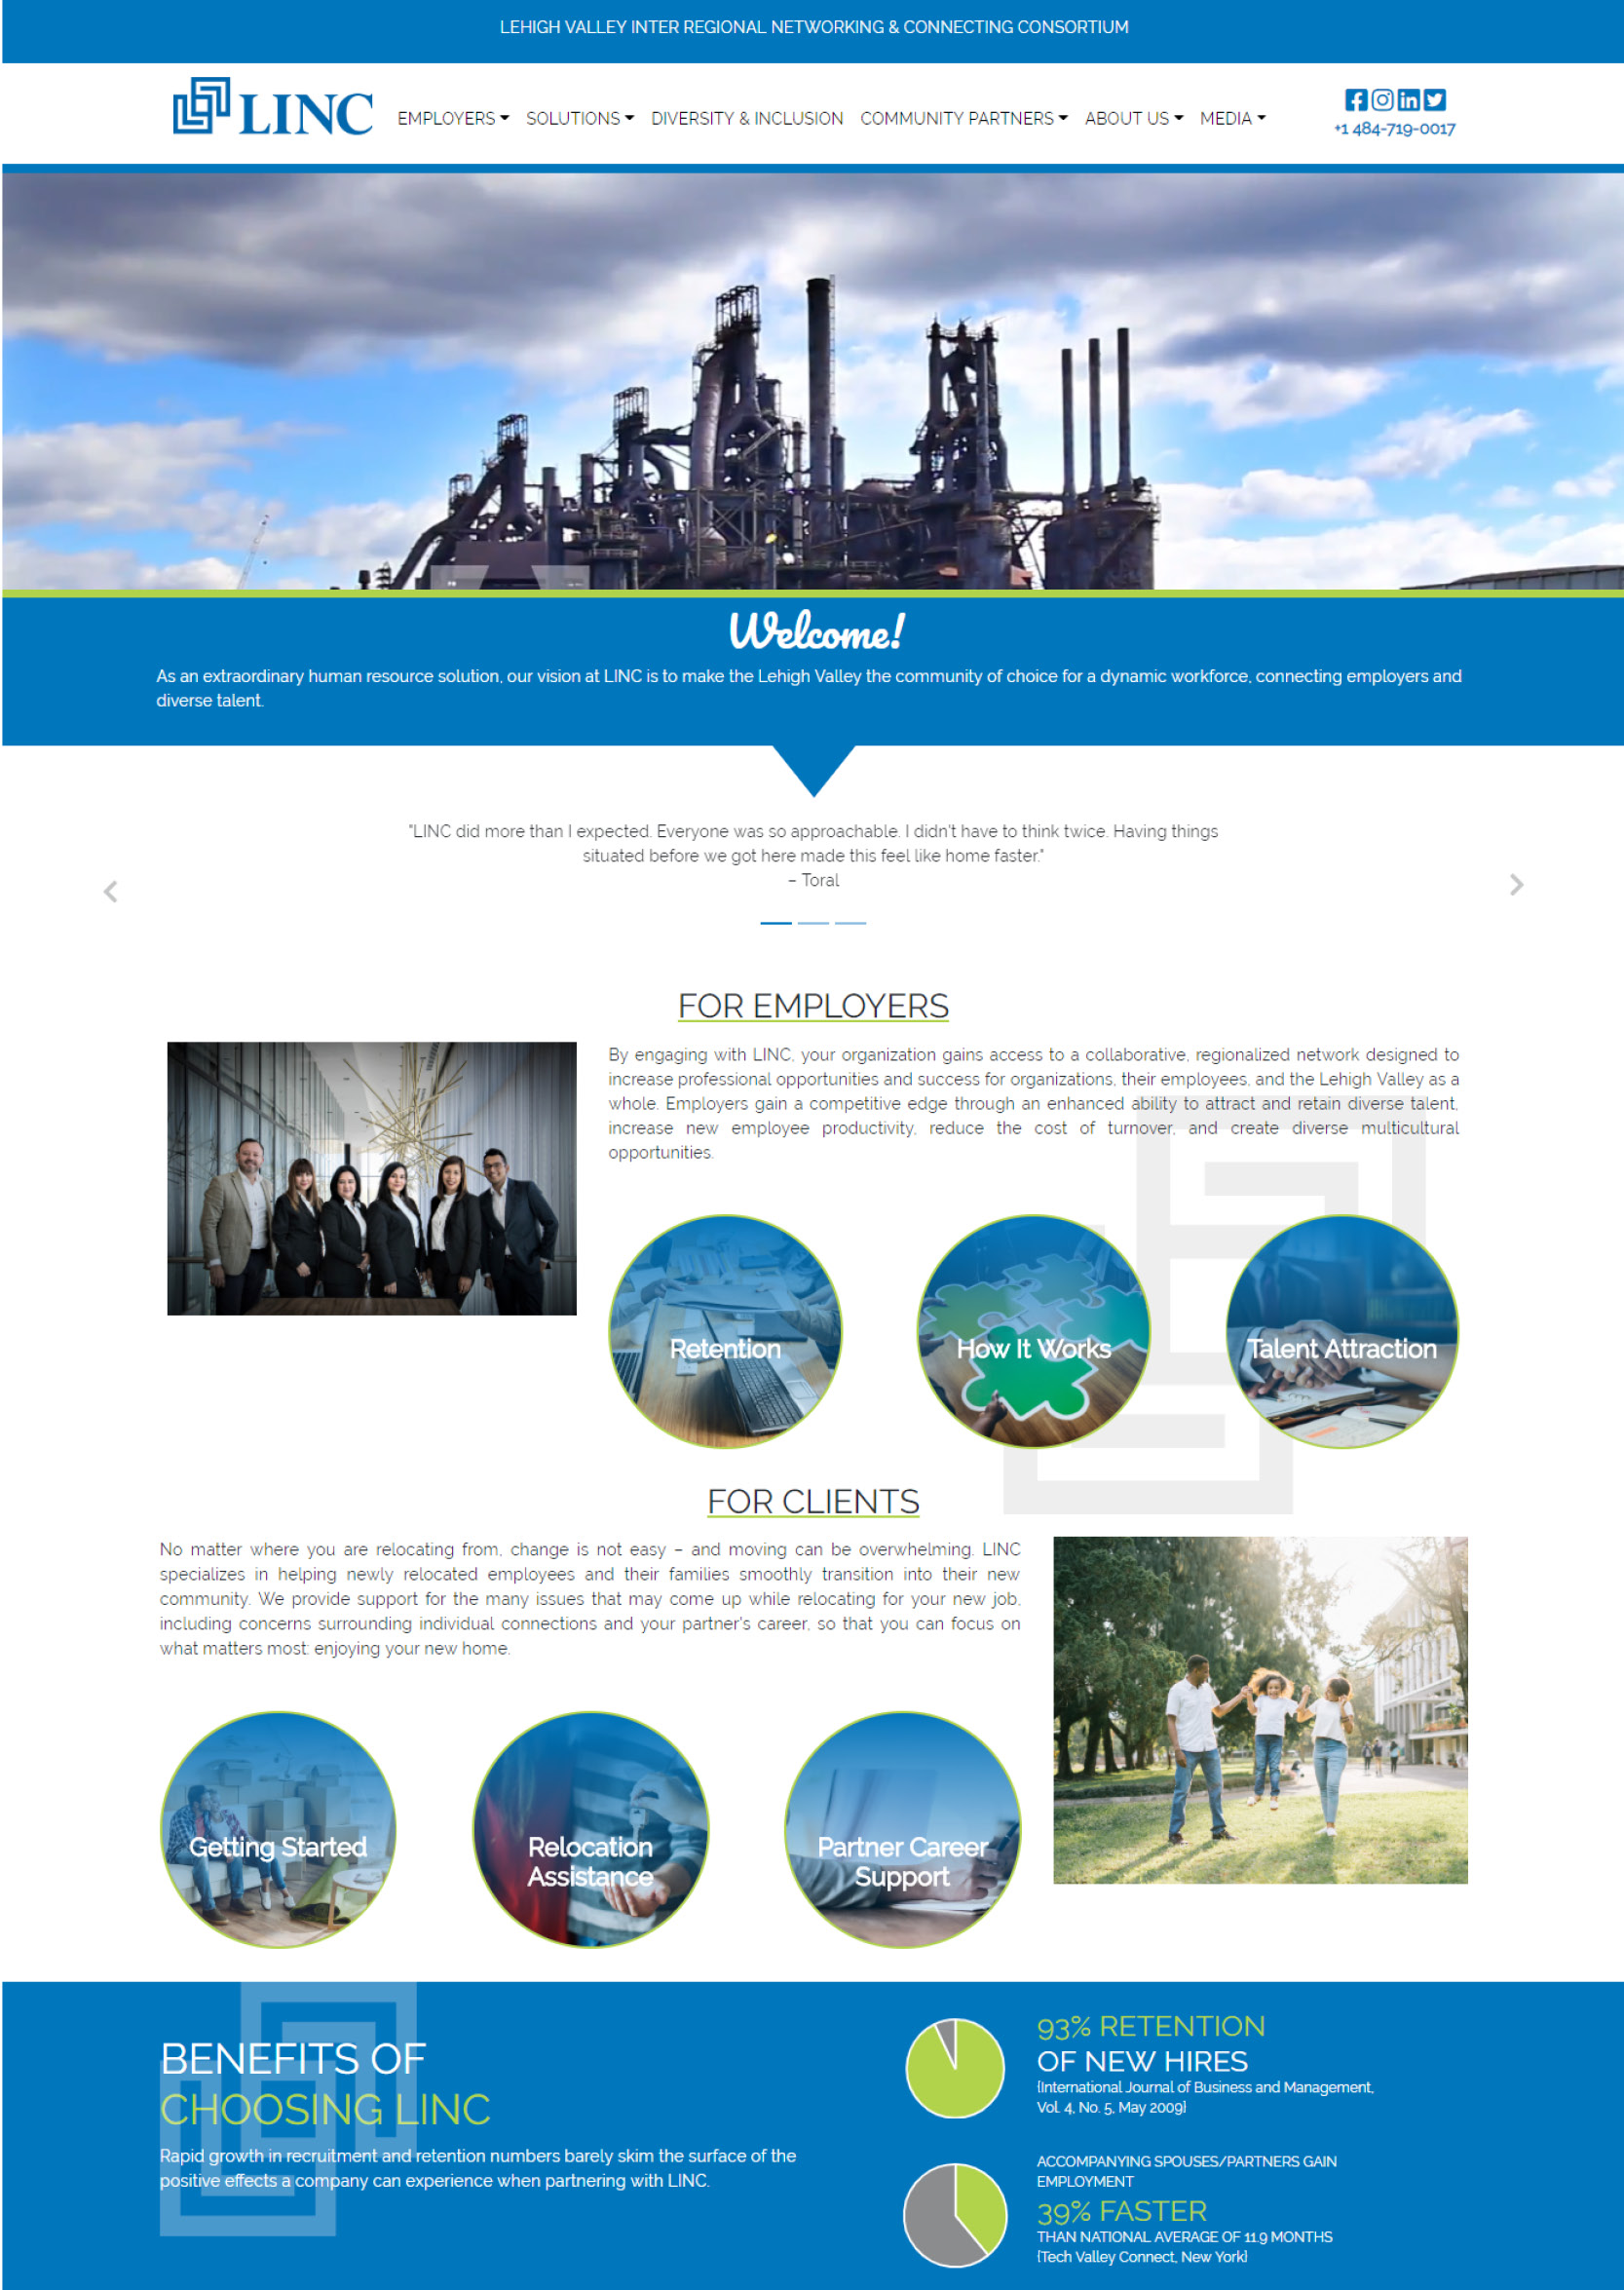 LEHIGH VALLEY INTER REGIONAL NETWORKING & CONNECTING CONSORTIUM
LINC
EMPLOYERS SOLUTIONS DIVERSITY & INCLUSION COMMUNITY PARTNERS ABOUT US MEDIA
+1 484-719-0017
Welcome!
As an extraordinary human resource solution, our vision at LINC is to make the Lehigh Valley the community of choice for a dynamic workforce, connecting employers and
diverse talent.
"LINC did more than I expected. Everyone was so approachable. I didn't have to think twice. Having things
situated before we got here made this feel like home faster."
– Toral
FOR EMPLOYERS
By engaging with LINC, your organization gains access to a collaborative, regionalized network designed to
increase professional opportunities and success for organizations, their employees, and the Lehigh Valley as a
whole. Employers gain a competitive edge through an enhanced ability to attract and retain diverse talent,
increase new employee productivity, reduce the cost of turnover, and create diverse multicultural
opportunities.
Retention
How It Works
Talent Attraction
FOR CLIENTS
No matter where you are relocating from, change is not easy – and moving can be overwhelming. LINC
specializes in helping newly relocated employees and their families smoothly transition into their new
community. We provide support for the many issues that may come up while relocating for your new job,
including concerns surrounding individual connections and your partner's career, so that you can focus on
what matters most: enjoying your new home.
Getting Started
Relocation
Assistance
Partner Career
Support
BENEFITS OF
CHOOSING LINC
Rapid growth in recruitment and retention numbers barely skim the surface of the
positive effects a company can experience when partnering with LINC.
93% RETENTION
OF NEW HIRES
{International Journal of Business and Management,
Vol. 4, No. 5, May 2009}
ACCOMPANYING SPOUSES/PARTNERS GAIN
EMPLOYMENT
39% FASTER
THAN NATIONAL AVERAGE OF 11.9 MONTHS
{Tech Valley Connect, New York}